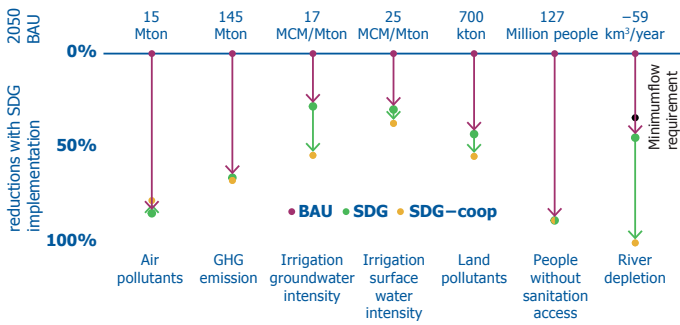 2050
BAU
15
Mton
145
Mton
17
MCM/Mton
25
MCM/Mton
700
kton
127
Million people
−59
km³/year
0%
50%
100%
reductions with SDG
implementation
Minimumflow
requirement
BAU
SDG
SDG−coop
Air
pollutants
GHG
emission
Irrigation
groundwater
intensity
Irrigation
surface
water
intensity
Land
pollutants
People
without
sanitation
access
River
depletion